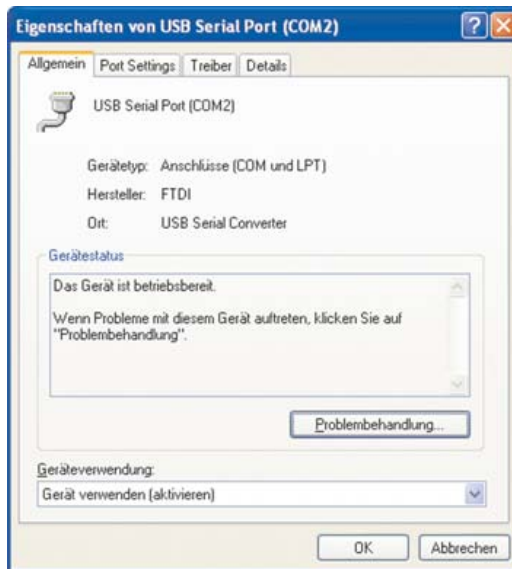 Eigenschaften von USB Serial Port (COM2)
Allgemein Port Settings Treiber Details
USB Serial Port (COM2)
Gerätetyp: Anschlüsse (COM und LPT)
Hersteller: FTDI
Ort: USB Serial Converter
Gerätestatus
Das Gerät ist betriebsbereit.
Wenn Probleme mit diesem Gerät auftreten, klicken Sie auf
"Problembehandlung".
Problembehandlung...
Geräteverwendung:
Gerät verwenden (aktivieren)
OK Abbrechen